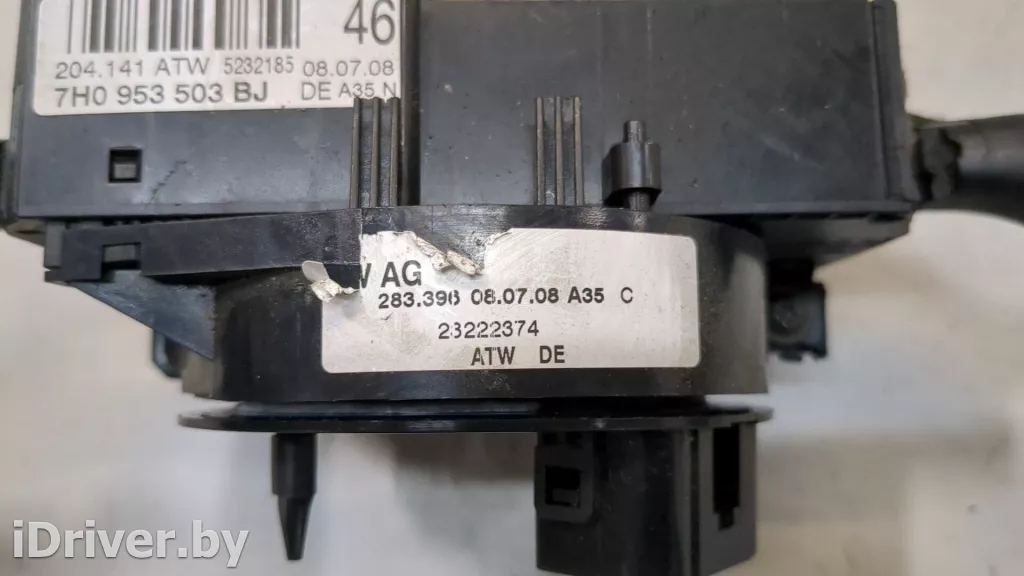 46
204.141 ATW 5232185 08.07.08
7H0 953 503 BJ DE A35 N
W AG
283.396 08.07.08 A35 C
23222374
ATW DE
iDriver.by